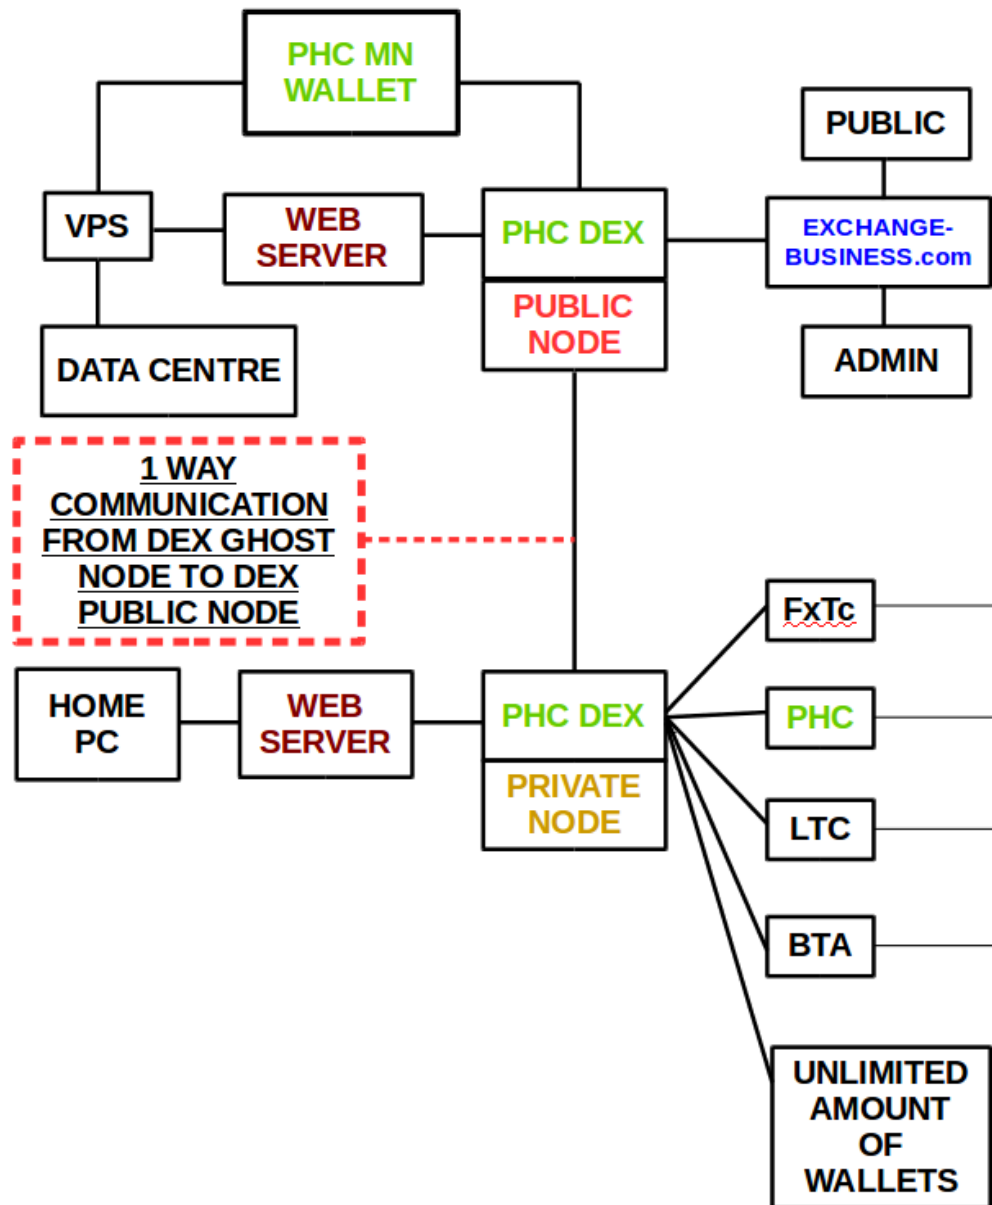 PHC MN
WALLET
PUBLIC
VPS
WEB
SERVER
PHC DEX
EXCHANGE-
BUSINESS.com
PUBLIC
NODE
DATA CENTRE
ADMIN
1 WAY
COMMUNICATION
FROM DEX GHOST
NODE TO DEX
PUBLIC NODE
FxTc
HOME
PC
WEB
SERVER
PHC DEX
PHC
PRIVATE
NODE
LTC
BTA
UNLIMITED
AMOUNT
OF
WALLETS